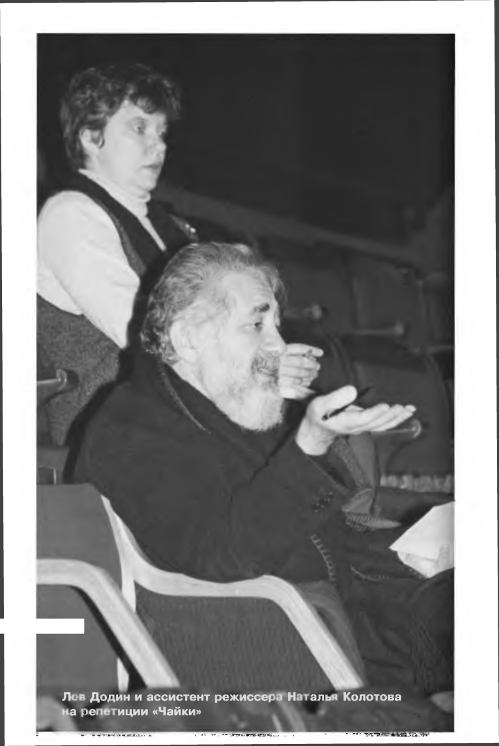 Лев Додин и ассистент режиссера Наталья Колотова
на репетиции «Чайки»